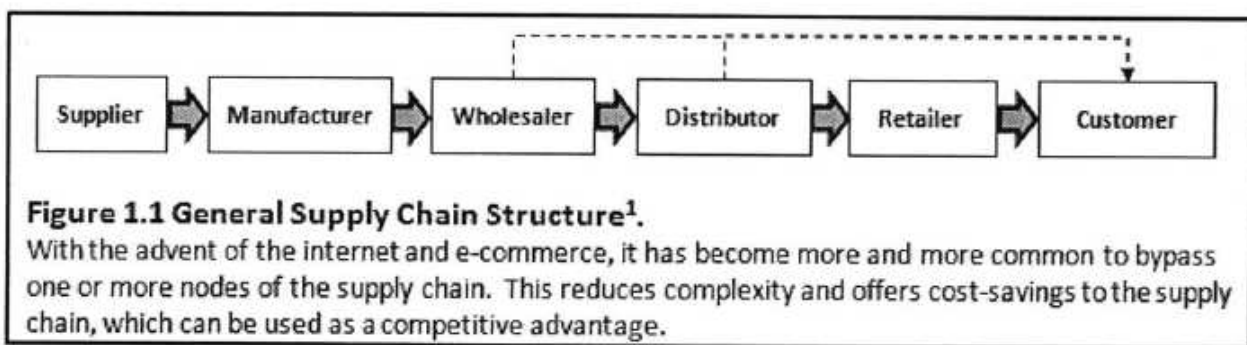 Supplier Manufacturer Wholesaler Distributor Retailer Customer
Figure 1.1 General Supply Chain Structure¹.
With the advent of the internet and e-commerce, it has become more and more common to bypass
one or more nodes of the supply chain. This reduces complexity and offers cost-savings to the supply
chain, which can be used as a competitive advantage.